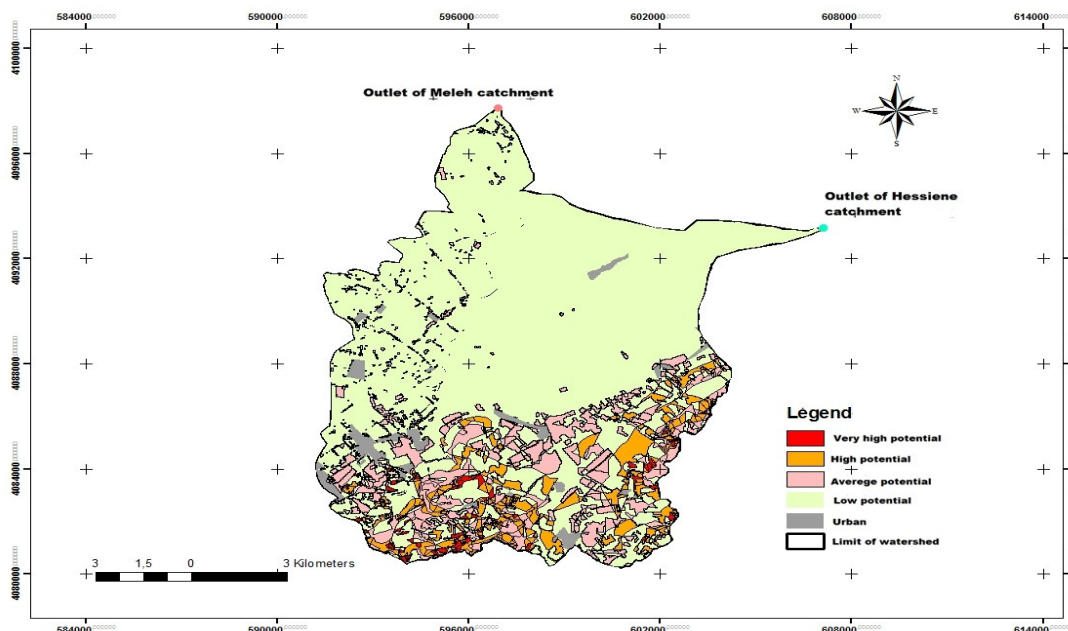 584000 590000 596000 602000 608000 614000
4100000
Outlet of Meleh catchment
N
W E
S
4096000
Outlet of Hessiene
catchment
4092000
4088000
Legend
Very high potential
High potential
4084000
Averege potential
Low potential
Urban
Limit of watershed
3 1,5 0 3 Kilometers
4080000
584000 590000 596000 602000 608000 614000